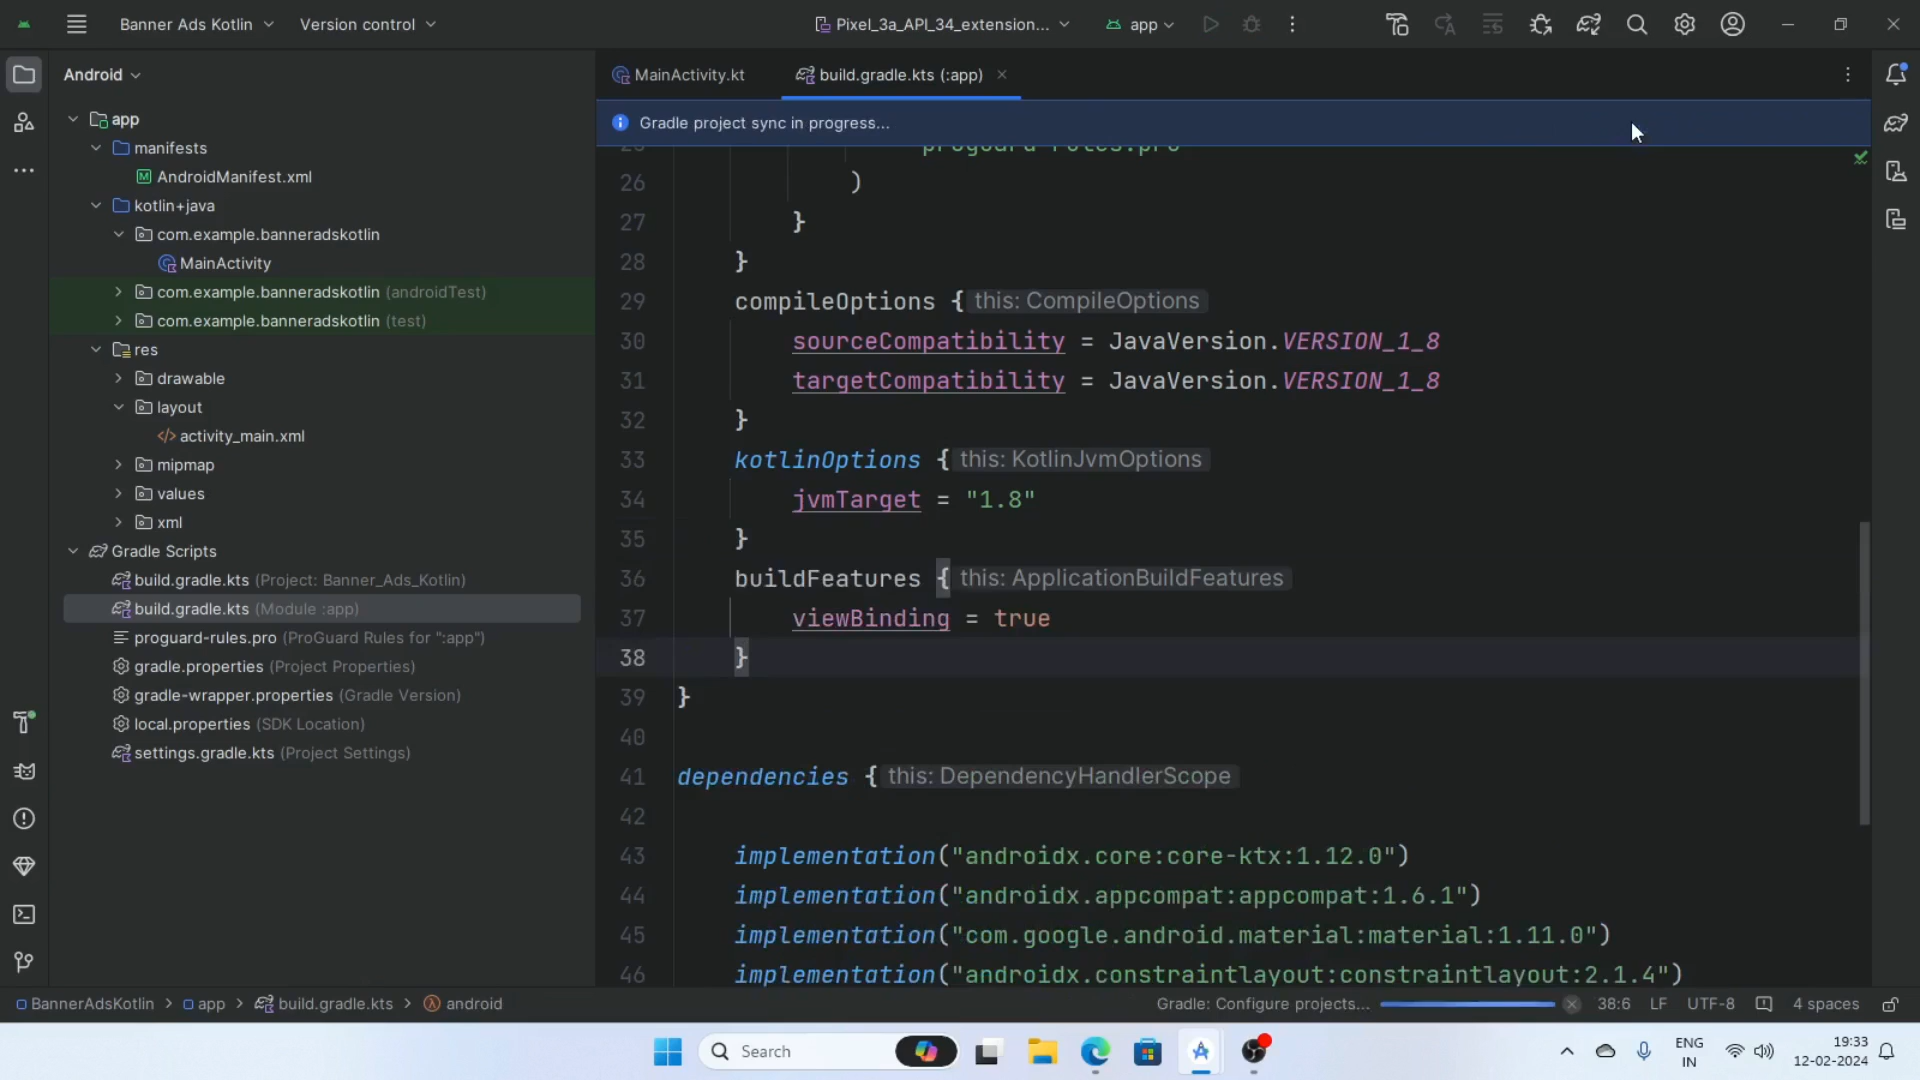 Banner Ads Kotlin
Version control
Pixel_3a_API_34_extension...
app
Android
app
manifests
AndroidManifest.xml
kotlin+java
com.example.banneradskotlin
MainActivity
com.example.banneradskotlin (androidTest)
com.example.banneradskotlin (test)
res
drawable
layout
activity_main.xml
mipmap
values
xml
Gradle Scripts
build.gradle.kts (Project: Banner_Ads_Kotlin)
build.gradle.kts (Module :app)
proguard-rules.pro (ProGuard Rules for ":app")
gradle.properties (Project Properties)
gradle-wrapper.properties (Gradle Version)
local.properties (SDK Location)
settings.gradle.kts (Project Settings)
MainActivity.kt
build.gradle.kts (:app)
Gradle project sync in progress...
26 )
27 }
28 }
29 compileOptions { this: CompileOptions
30 sourceCompatibility = JavaVersion.VERSION_1_8
31 targetCompatibility = JavaVersion.VERSION_1_8
32 }
33 kotlinOptions { this: KotlinJvmOptions
34 jvmTarget = "1.8"
35 }
36 buildFeatures { this: ApplicationBuildFeatures
37 viewBinding = true
38 }
39 }
40
41 dependencies { this: DependencyHandlerScope
42
43 implementation("androidx.core:core-ktx:1.12.0")
44 implementation("androidx.appcompat:appcompat:1.6.1")
45 implementation("com.google.android.material:material:1.11.0")
46 implementation("androidx.constraintlayout:constraintlayout:2.1.4")
BannerAdsKotlin > app > build.gradle.kts > android
Gradle: Configure projects...
38:6 LF UTF-8 4 spaces
Search
ENG
IN
19:33
12-02-2024